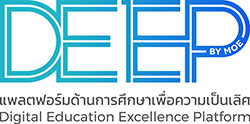 DEEP
BY MOE
แพลตฟอร์มด้านการศึกษาเพื่อความเป็นเลิศ
Digital Education Excellence Platform